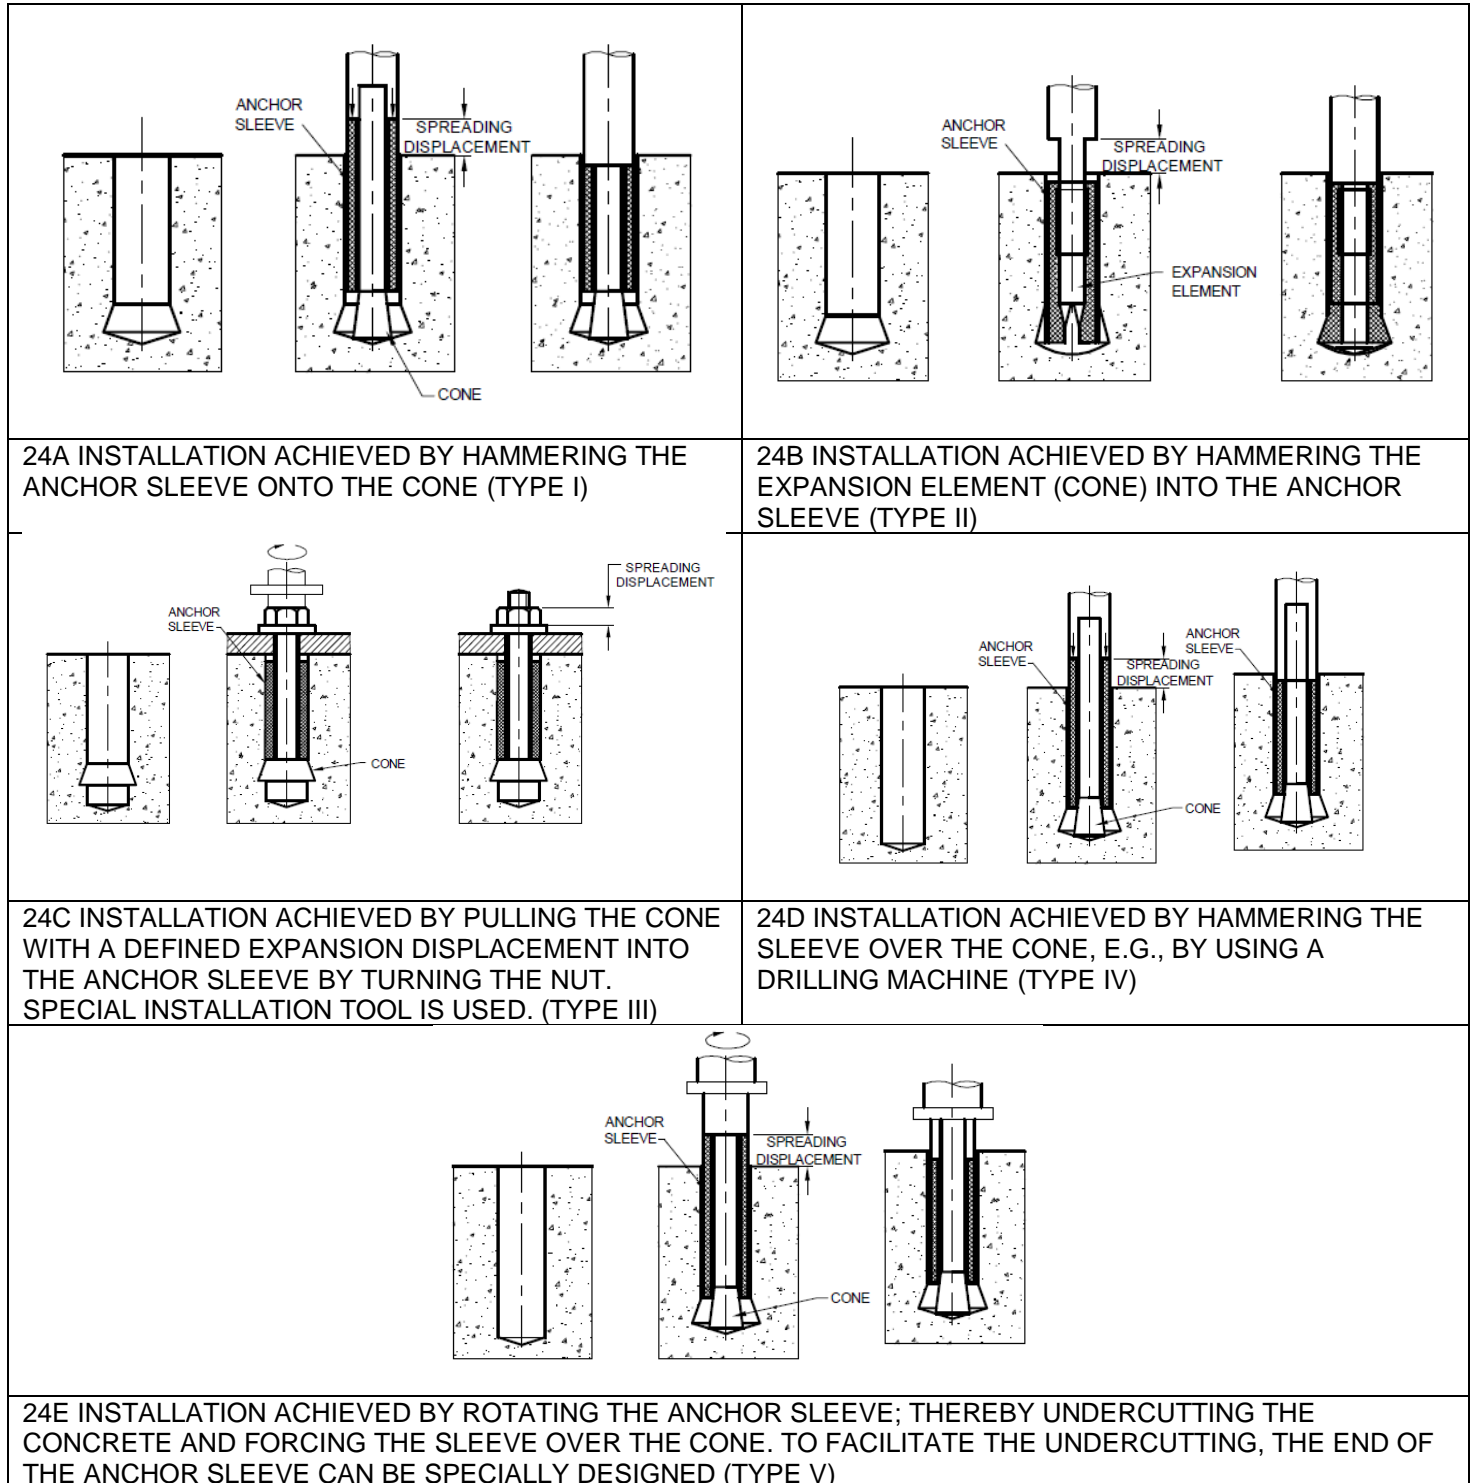 ANCHOR
SLEEVE
SPREADING
DISPLACEMENT
CONE
ANCHOR
SLEEVE
SPREADING
DISPLACEMENT
EXPANSION
ELEMENT
24A INSTALLATION ACHIEVED BY HAMMERING THE
ANCHOR SLEEVE ONTO THE CONE (TYPE I)
24B INSTALLATION ACHIEVED BY HAMMERING THE
EXPANSION ELEMENT (CONE) INTO THE ANCHOR
SLEEVE (TYPE II)
ANCHOR
SLEEVE
SPREADING
DISPLACEMENT
CONE
ANCHOR
SLEEVE
SPREADING
DISPLACEMENT
ANCHOR
SLEEVE
CONE
24C INSTALLATION ACHIEVED BY PULLING THE CONE
WITH A DEFINED EXPANSION DISPLACEMENT INTO
THE ANCHOR SLEEVE BY TURNING THE NUT.
SPECIAL INSTALLATION TOOL IS USED. (TYPE III)
24D INSTALLATION ACHIEVED BY HAMMERING THE
SLEEVE OVER THE CONE, E.G., BY USING A
DRILLING MACHINE (TYPE IV)
ANCHOR
SLEEVE
SPREADING
DISPLACEMENT
CONE
24E INSTALLATION ACHIEVED BY ROTATING THE ANCHOR SLEEVE; THEREBY UNDERCUTTING THE
CONCRETE AND FORCING THE SLEEVE OVER THE CONE. TO FACILITATE THE UNDERCUTTING, THE END OF
THE ANCHOR SLEEVE CAN BE SPECIALLY DESIGNED (TYPE V)